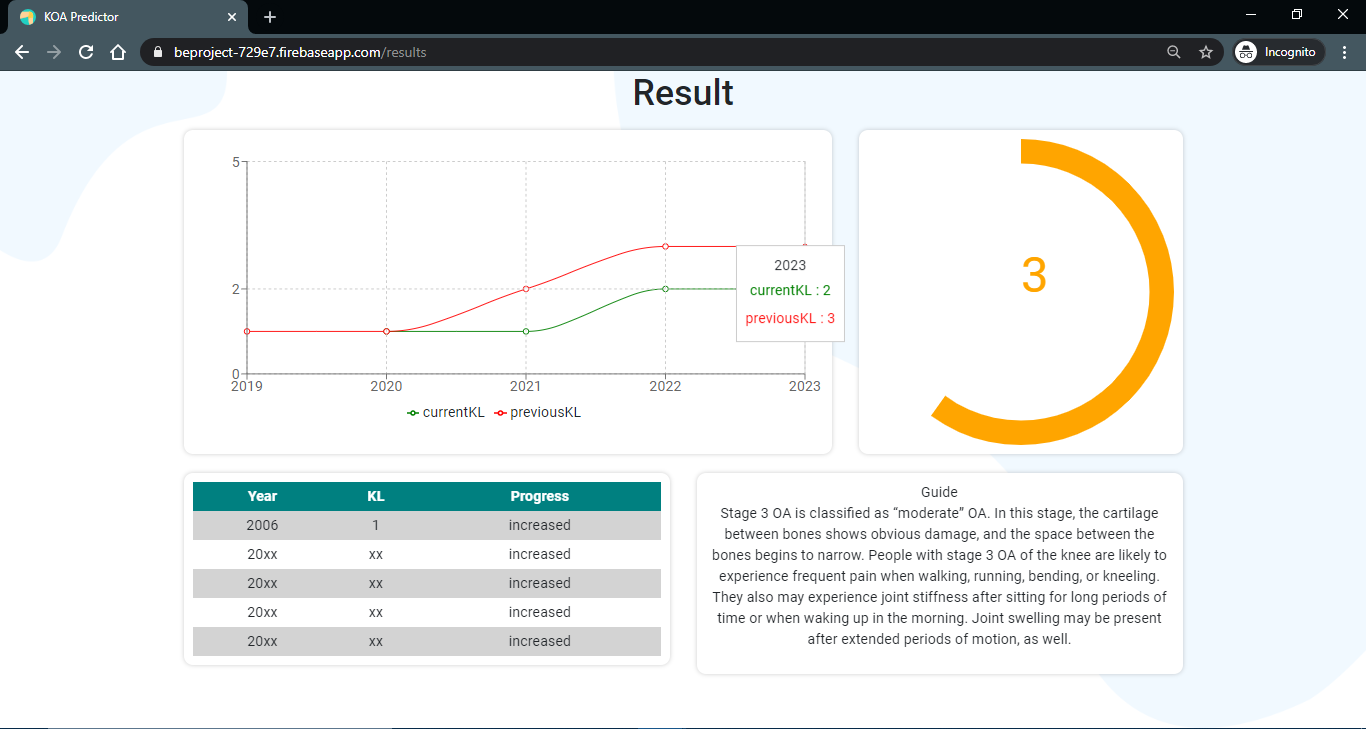 KOA Predictor
beproject-729e7.firebaseapp.com/results
Incognito
Result
5
2
0
2019 2020 2021 2022 2023
2023
currentKL : 2
previousKL : 3
currentKL previousKL
3
Year KL Progress
2006 1 increased
20xx xx increased
20xx xx increased
20xx xx increased
20xx xx increased
Guide
Stage 3 OA is classified as “moderate” OA. In this stage, the cartilage
between bones shows obvious damage, and the space between the
bones begins to narrow. People with stage 3 OA of the knee are likely to
experience frequent pain when walking, running, bending, or kneeling.
They also may experience joint stiffness after sitting for long periods of
time or when waking up in the morning. Joint swelling may be present
after extended periods of motion, as well.